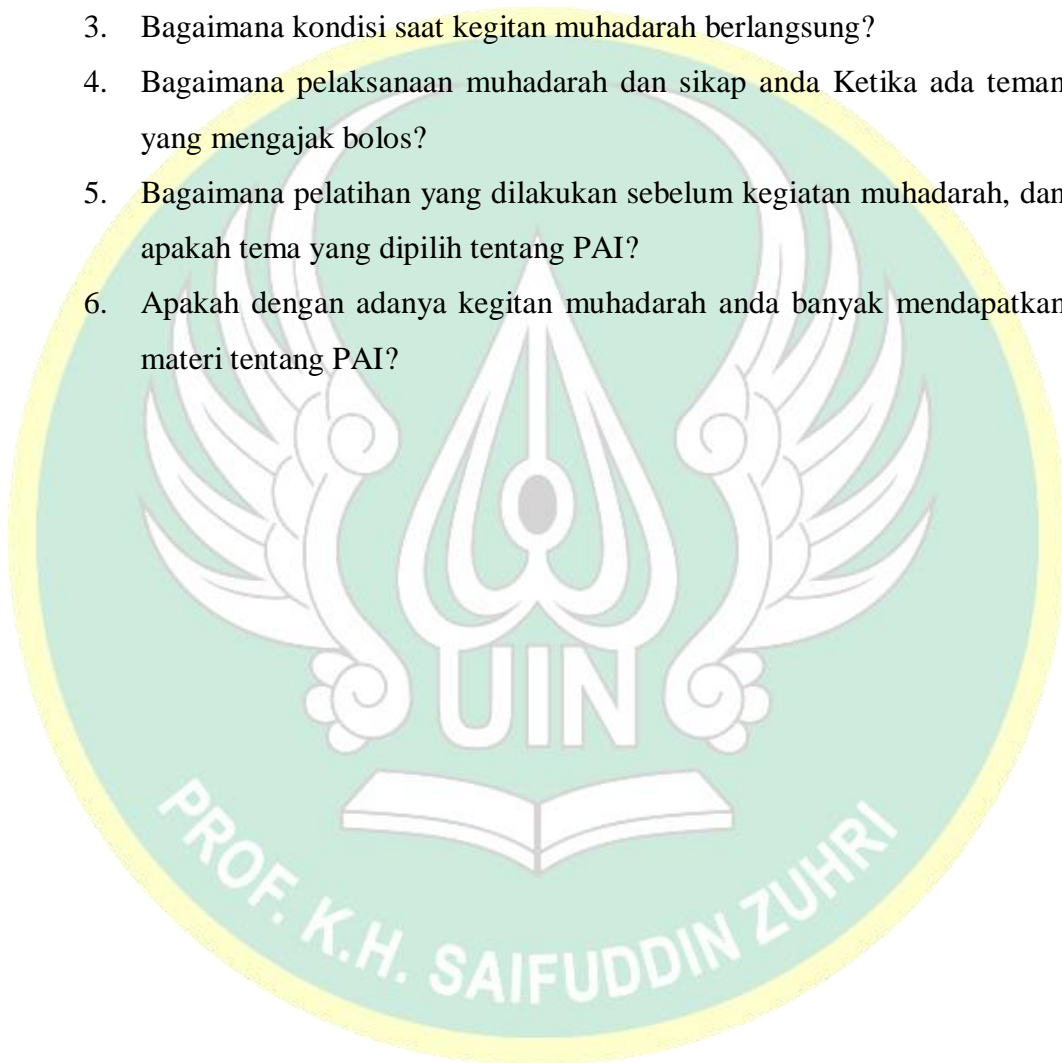 3. Bagaimana kondisi saat kegitan muhadarah berlangsung?
4. Bagaimana pelaksanaan muhadarah dan sikap anda Ketika ada teman
yang mengajak bolos?
5. Bagaimana pelatihan yang dilakukan sebelum kegiatan muhadarah, dan
apakah tema yang dipilih tentang PAI?
6. Apakah dengan adanya kegitan muhadarah anda banyak mendapatkan
materi tentang PAI?
UIN
PROF. K.H. SAIFUDDIN ZUHRI